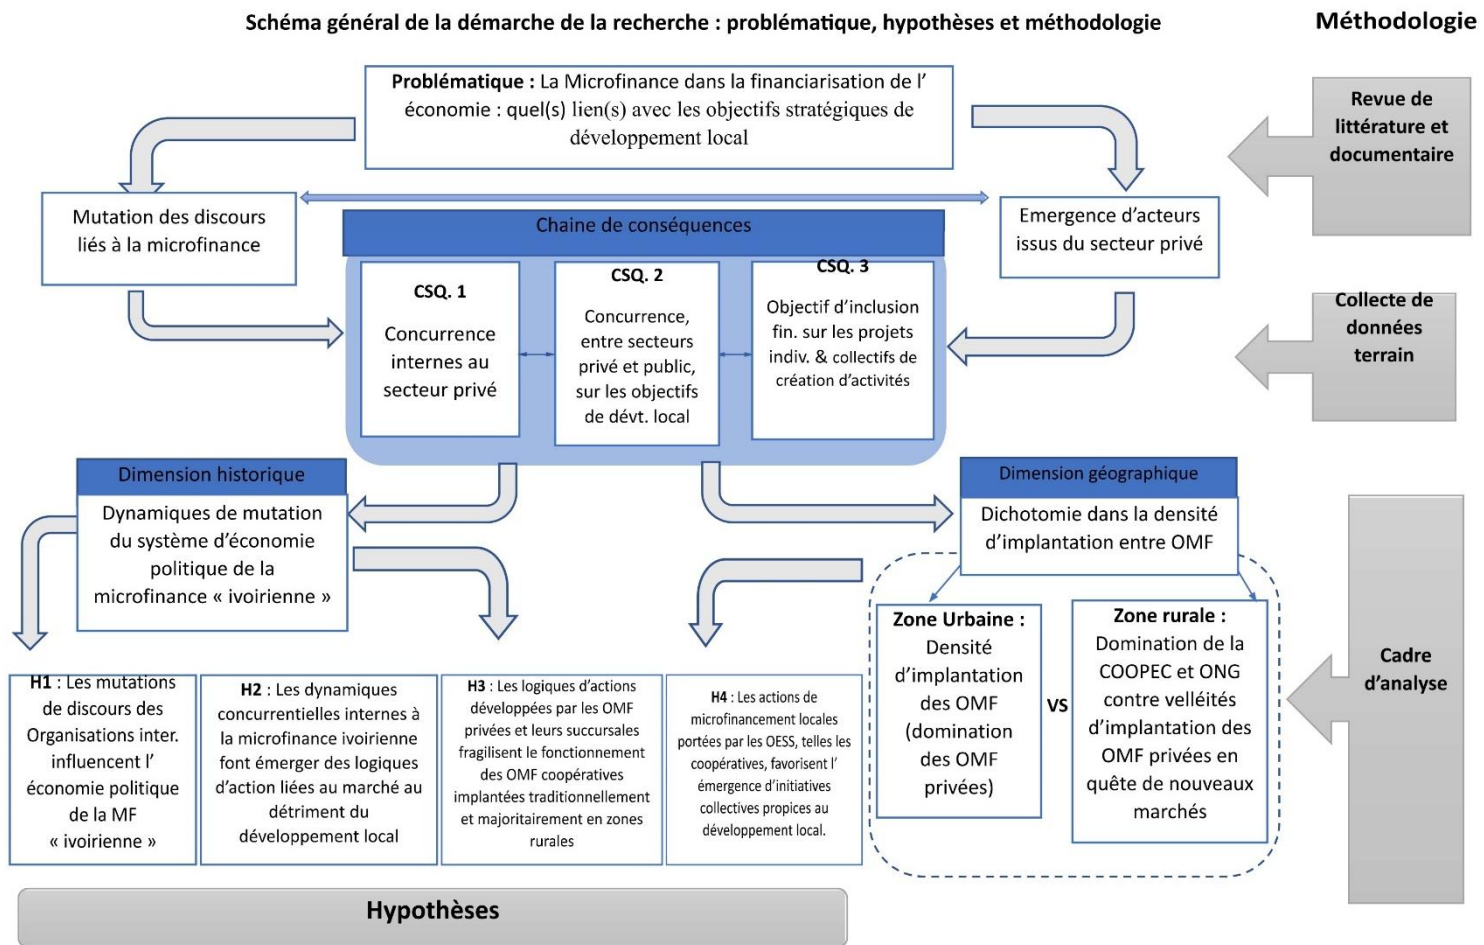 Schéma général de la démarche de la recherche : problématique, hypothèses et méthodologie
Méthodologie
Problématique : La Microfinance dans la financiarisation de l’
économie : quel(s) lien(s) avec les objectifs stratégiques de
développement local
Revue de
littérature et
documentaire
Mutation des discours
liés à la microfinance
Emergence d’acteurs
issus du secteur privé
Chaine de conséquences
CSQ. 1
Concurrence
internes au
secteur privé
CSQ. 2
Concurrence,
entre secteurs
privé et public,
sur les objectifs
de dévt. local
CSQ. 3
Objectif d’inclusion
fin. sur les projets
indiv. & collectifs de
création d’activités
Collecte de
données
terrain
Dimension historique
Dynamiques de mutation
du système d’économie
politique de la
microfinance « ivoirienne »
Dimension géographique
Dichotomie dans la densité
d’implantation entre OMF
Zone Urbaine :
Densité
d’implantation
des OMF
(domination
des OMF
privées)
VS
Zone rurale :
Domination de la
COOPEC et ONG
contre velléités
d’implantation des
OMF privées en
quête de nouveaux
marchés
Cadre
d’analyse
H1 : Les mutations
de discours des
Organisations inter.
influencent l’
économie politique
de la MF
« ivoirienne »
H2 : Les dynamiques
concurrentielles internes à
la microfinance ivoirienne
font émerger des logiques
d’action liées au marché au
détriment du
développement local
H3 : Les logiques d’actions
développées par les OMF
privées et leurs succursales
fragilisent le fonctionnement
des OMF coopératives
implantées traditionnellement
et majoritairement en zones
rurales
H4 : Les actions de
microfinancement locales
portées par les OESS, telles les
coopératives, favorisent l’
émergence d’initiatives
collectives propices au
développement local.
Hypothèses